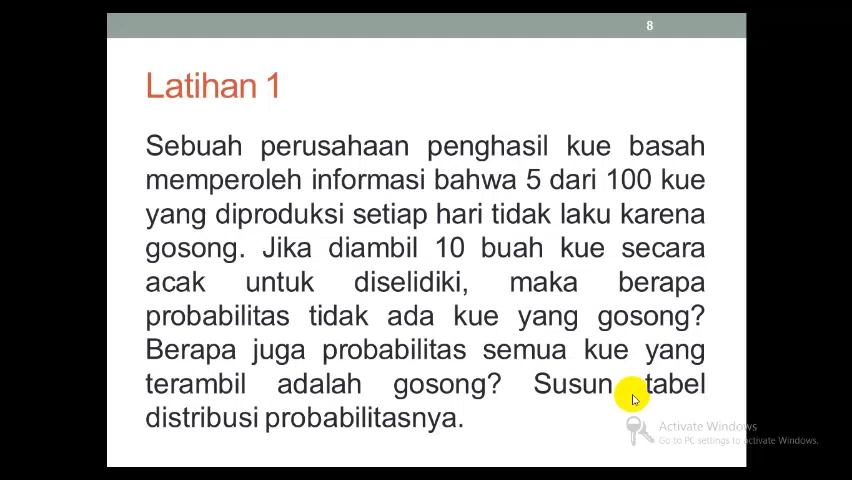 8
Latihan 1
Sebuah perusahaan penghasil kue basah
memperoleh informasi bahwa 5 dari 100 kue
yang diproduksi setiap hari tidak laku karena
gosong. Jika diambil 10 buah kue secara
acak untuk diselidiki, maka berapa
probabilitas tidak ada kue yang gosong?
Berapa juga probabilitas semua kue yang
terambil adalah gosong? Susun tabel
distribusi probabilitasnya.
Activate Windows
Go to PC settings to activate Windows.